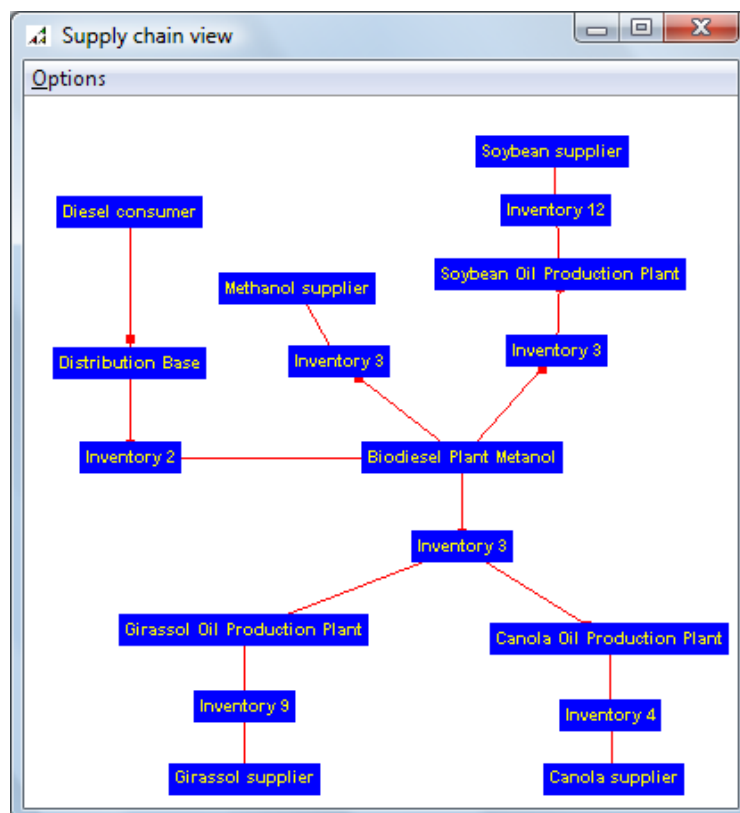 Supply chain view
Options
Soybean supplier
Diesel consumer
Inventory 12
Soybean Oil Production Plant
Methanol supplier
Distribution Base
Inventory 3
Inventory 3
Inventory 2
Biodiesel Plant Metanol
Inventory 3
Girassol Oil Production Plant
Canola Oil Production Plant
Inventory 9
Inventory 4
Girassol supplier
Canola supplier